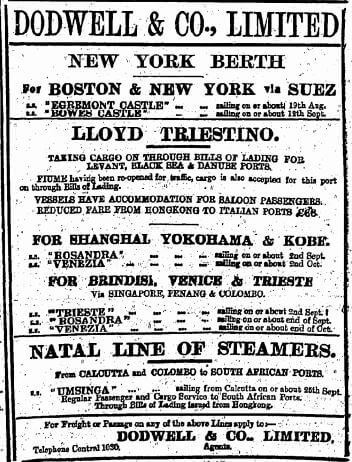 DODWELL & CO., LIMITED
NEW YORK BERTH
For BOSTON & NEW YORK via SUEZ
s.s. "EGREMONT CASTLE" ... ... sailing on or about 19th Aug.
s.s. "BOWES CASTLE" ... ... sailing on or about 12th Sept.
LLOYD TRIESTINO.
TAKING CARGO ON THROUGH BILLS OF LADING FOR
LEVANT, BLACK SEA & DANUBE PORTS.
FIUME having been re-opened for traffic, cargo is also accepted for this port
on through Bills of Lading.
VESSELS HAVE ACCOMMODATION FOR SALOON PASSENGERS.
REDUCED FARE FROM HONGKONG TO ITALIAN PORTS
FOR SHANGHAI, YOKOHAMA & KOBE.
s.s. "ROSANDRA" ... ... sailing on or about 2nd Sept.
s.s. "VENEZIA" ... ... sailing on or about 2nd Oct.
FOR BRINDISI, VENICE & TRIESTE
Via SINGAPORE, PENANG & COLOMBO.
s.s. "TRIESTE" ... ... sailing on or about 2nd Sept.
s.s. "ROSANDRA" ... ... sailing on or about end of Sept.
s.s. "VENEZIA" ... ... sailing on or about end of Oct.
NATAL LINE OF STEAMERS.
From CALCUTTA and COLOMBO to SOUTH AFRICAN PORTS.
s.s. "UMSINGA" ... ... sailing from Calcutta on or about 25th Sept.
Regular Passenger and Cargo Service to South African Ports.
Through Bills of Lading issued from Hongkong.
For Freight or Passage on any of the above Lines apply to:—
DODWELL & CO., LIMITED,
Telephone Central 1030. Agents.